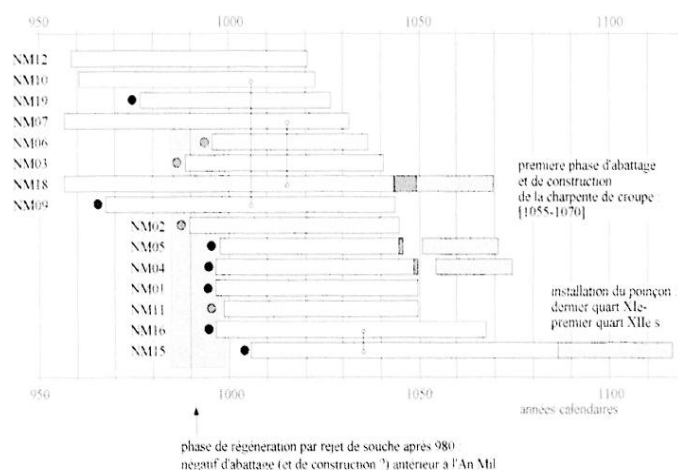 950 1000 1050 1100
NM12
NM10
NM19
NM07
NM06
NM03
NM18
NM09
NM02
NM05
NM04
NM01
NM11
NM16
NM15
premiere phase d'abattage
et de construction
de la charpente de croupe :
[1055-1070]
installation du poinçon :
dernier quart XIe-
premier quart XIIe s
950 1000 1050 1100
années calendaires
phase de régénération par rejet de souche après 980 :
négatif d'abattage (et de construction ?) antérieur à l'An Mil